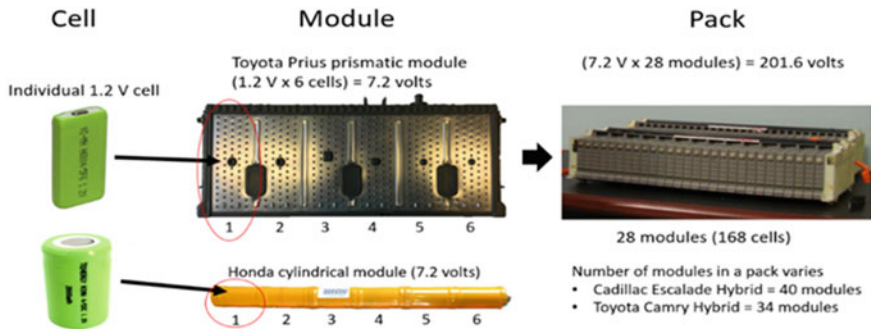 Cell
Module
Pack
Toyota Prius prismatic module
(1.2 V x 6 cells) = 7.2 volts
(7.2 V x 28 modules) = 201.6 volts
Individual 1.2 V cell
1 2 3 4 5 6
28 modules (168 cells)
Honda cylindrical module (7.2 volts)
1 2 3 4 5 6
Number of modules in a pack varies
• Cadillac Escalade Hybrid = 40 modules
• Toyota Camry Hybrid = 34 modules